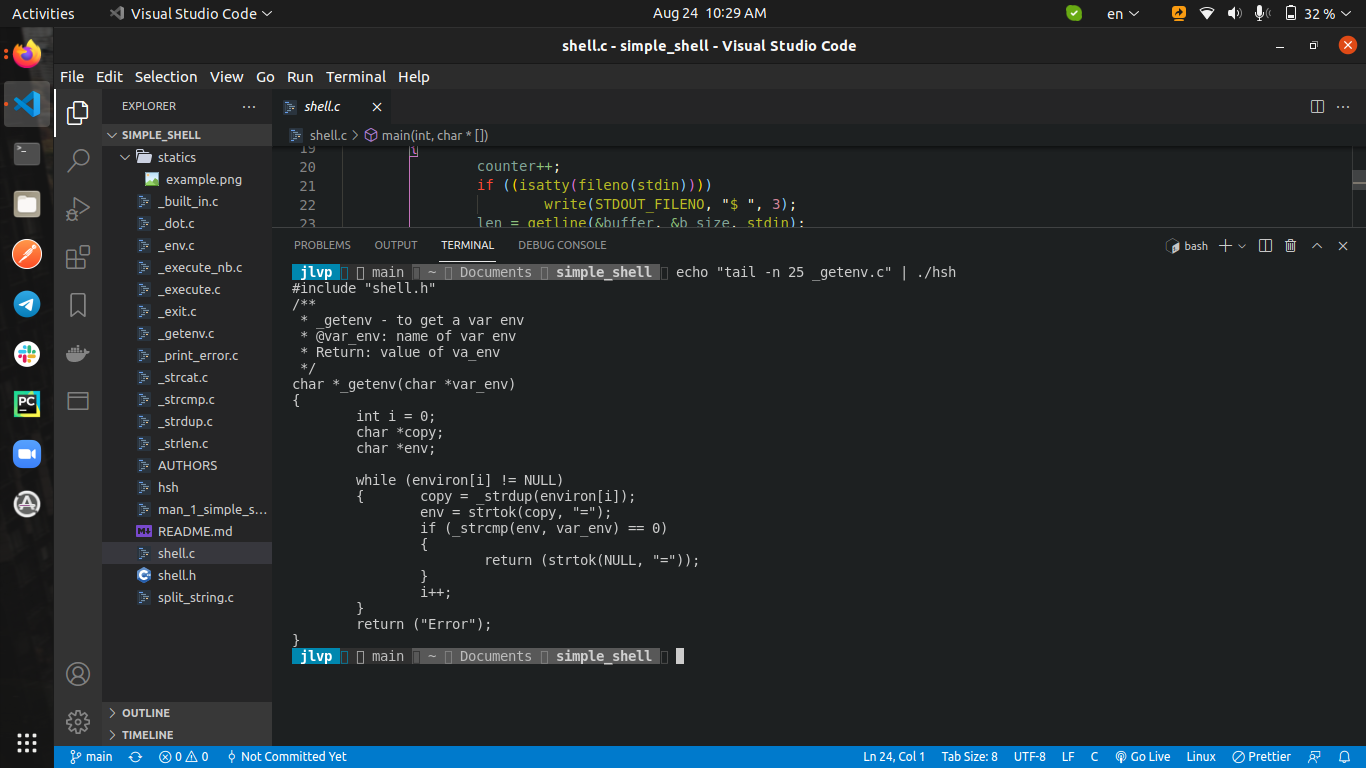 Activities
Visual Studio Code
Aug 24 10:29 AM
en
32 %
shell.c - simple_shell - Visual Studio Code
File Edit Selection View Go Run Terminal Help
EXPLORER
SIMPLE_SHELL
statics
example.png
_built_in.c
_dot.c
_env.c
_execute_nb.c
_execute.c
_exit.c
_getenv.c
_print_error.c
_strcat.c
_strcmp.c
_strdup.c
_strlen.c
AUTHORS
hsh
man_1_simple_s...
README.md
shell.c
shell.h
split_string.c
OUTLINE
TIMELINE
shell.c
shell.c > main(int, char * [])
19 {
20 counter++;
21 if ((isatty(fileno(stdin))))
22 write(STDOUT_FILENO, "$ ", 3);
23 len = getline(&buffer, &b_size, stdin);
PROBLEMS OUTPUT TERMINAL DEBUG CONSOLE
bash
jlvp main ~ Documents simple_shell echo "tail -n 25 _getenv.c" | ./hsh
#include "shell.h"
/**
 * _getenv - to get a var env
 * @var_env: name of var env
 * Return: value of va_env
 */
char *_getenv(char *var_env)
{
        int i = 0;
        char *copy;
        char *env;
        while (environ[i] != NULL)
        {       copy = _strdup(environ[i]);
                env = strtok(copy, "=");
                if (_strcmp(env, var_env) == 0)
                {
                        return (strtok(NULL, "="));
                }
                i++;
        }
        return ("Error");
}
jlvp main ~ Documents simple_shell
main
0 0
Not Committed Yet
Ln 24, Col 1
Tab Size: 8
UTF-8
LF
C
Go Live
Linux
Prettier